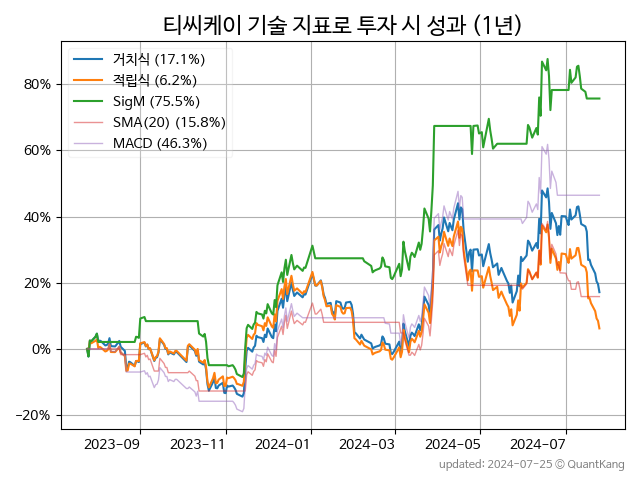 티씨케이 기술 지표로 투자 시 성과 (1년)
거치식 (17.1%)
적립식 (6.2%)
SigM (75.5%)
SMA(20) (15.8%)
MACD (46.3%)
80%
60%
40%
20%
0%
−20%
2023−09
2023−11
2024−01
2024−03
2024−05
2024−07
updated: 2024−07−25 © QuantKang